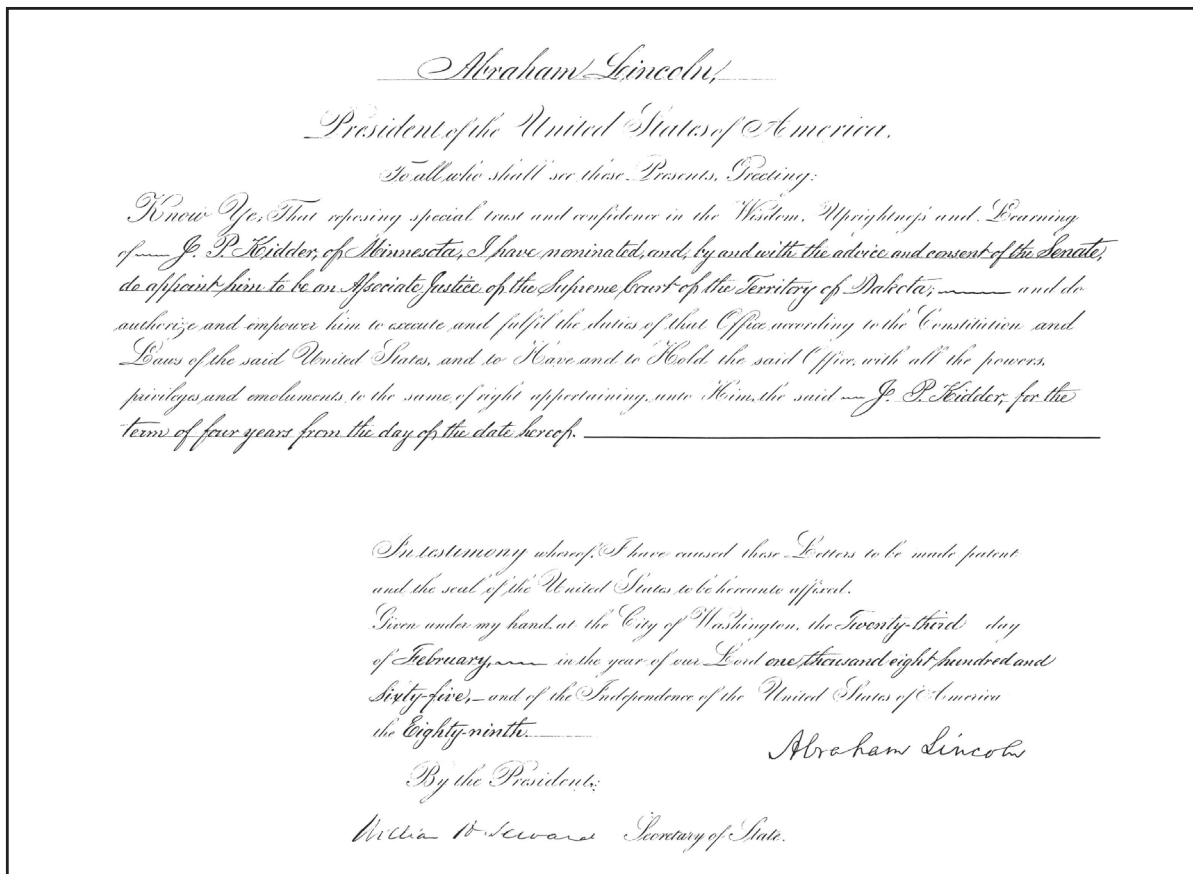 Abraham Lincoln,
President of the United States of America.
To all who shall see these Presents, Greeting:
Know Ye, That reposing special trust and confidence in the Wisdom, Uprightness and Learning
of J. P. Kidder, of Minnesota, I have nominated, and, by and with the advice and consent of the Senate,
do appoint him to be an Associate Justice of the Supreme Court of the Territory of Dakota; and do
authorize and empower him to execute and fulfil the duties of that Office according to the Constitution and
Laws of the said United States, and to Have and to Hold the said Office, with all the powers,
privileges and emoluments to the same of right appertaining, unto Him, the said J. P. Kidder, for the
term of four years from the day of the date hereof.
In testimony whereof, I have caused these Letters to be made patent
and the seal of the United States to be hereunto affixed.
Given under my hand, at the City of Washington, the Twenty-third day
of February, in the year of our Lord one thousand eight hundred and
sixty-five, and of the Independence of the United States of America
the Eighty-ninth.
Abraham Lincoln
By the President:
William H. Seward Secretary of State.